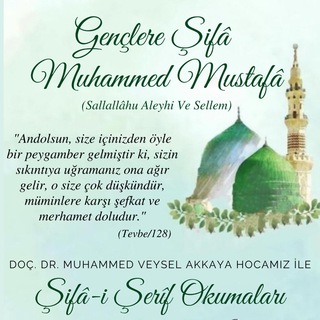 Gençlere Şifâ
Muhammed Mustafâ
(Sallallâhu Aleyhi Ve Sellem)
"Andolsun, size içinizden öyle
bir peygamber gelmiştir ki, sizin
sıkıntıya uğramanız ona ağır
gelir, o size çok düşkündür,
müminlere karşı şefkat ve
merhamet doludur."
(Tevbe/128)
DOÇ. DR. MUHAMMED VEYSEL AKKAYA HOCAMIZ İLE
Şifâ-i Şerif Okumaları